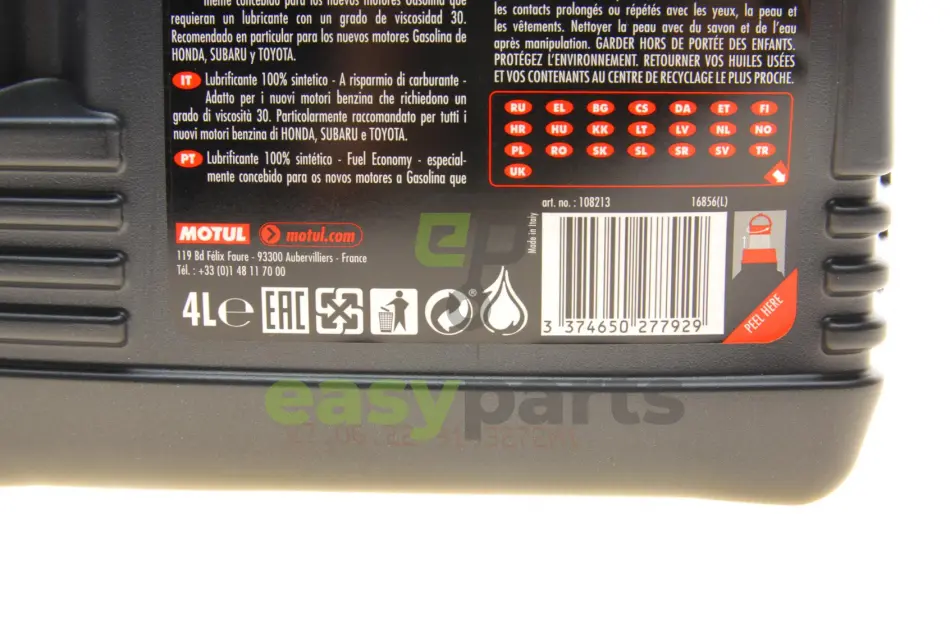 mente concebido para los nuevos motores Gasolina que
requieran un lubricante con un grado de viscosidad 30.
Recomendado en particular para los nuevos motores Gasolina de
HONDA, SUBARU y TOYOTA.
IT Lubrificante 100% sintetico - A risparmio di carburante -
Adatto per i nuovi motori benzina che richiedono un
grado di viscosità 30. Particolarmente raccomandato per tutti i
nuovi motori benzina di HONDA, SUBARU e TOYOTA.
PT Lubrificante 100% sintético - Fuel Economy - especial-
mente concebido para os novos motores a Gasolina que
les contacts prolongés ou répétés avec les yeux, la peau et
les vêtements. Nettoyer la peau avec du savon et de l'eau
après manipulation. GARDER HORS DE PORTÉE DES ENFANTS.
PROTÉGEZ L'ENVIRONNEMENT. RETOURNER VOS HUILES USÉES
ET VOS CONTENANTS AU CENTRE DE RECYCLAGE LE PLUS PROCHE.
RU EL BG CS DA ET FI
HR HU KK LT LV NL NO
PL RO SK SL SR SV TR
UK
art. no. : 108213 16856(L)
Made in Italy
MOTUL motul.com
119 Bd Félix Faure - 93300 Aubervilliers - France
Tél. : +33 (0)1 48 11 70 00
4L℮ EAC
3 374650 277929
1
PEEL HERE
ep
easyparts